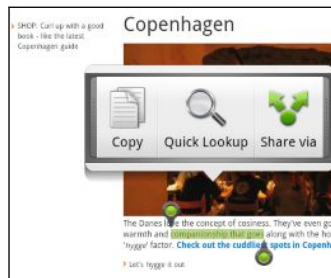 SHOP. Curl up with a good
book - like the latest
Copenhagen guide
Copenhagen
Copy
Quick Lookup
Share via
The Danes love the concept of cosiness. They've even go
warmth and companionship that goes along with the ho
'hygge' factor. Check out the cuddliest spots in Copenh
Let's hygge it out